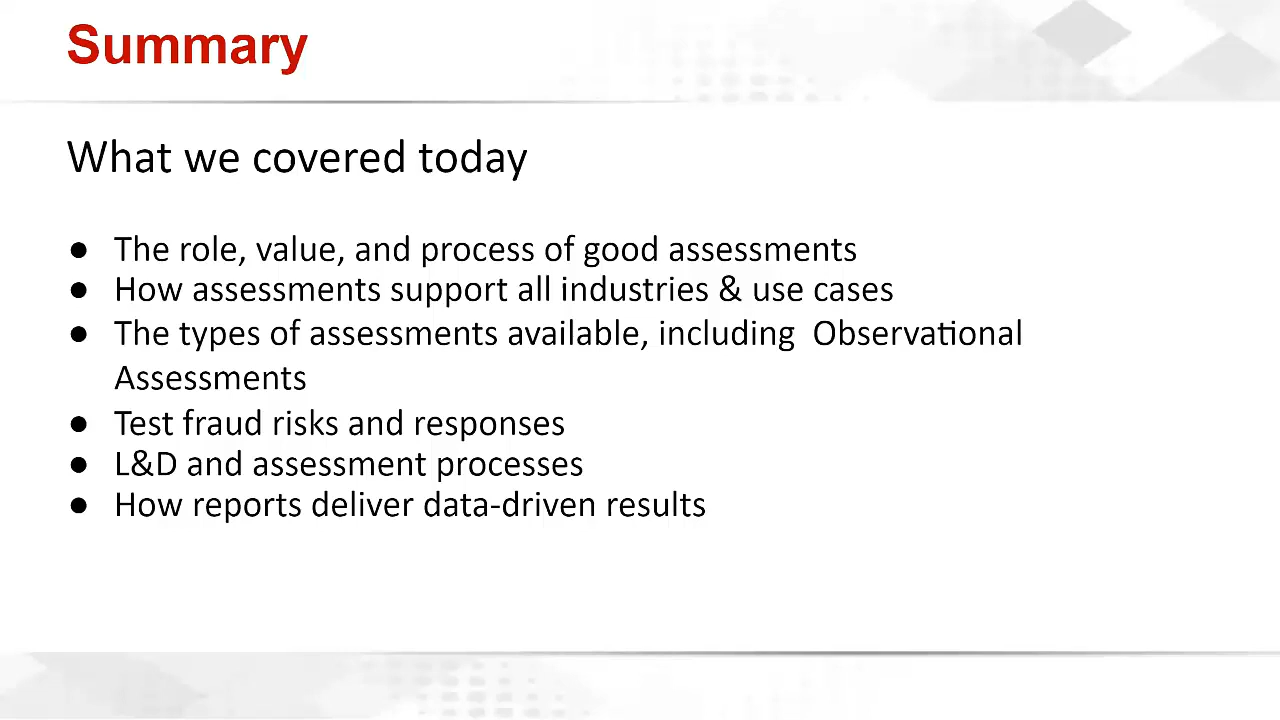 Summary
What we covered today
● The role, value, and process of good assessments
● How assessments support all industries & use cases
● The types of assessments available, including  Observational
Assessments
● Test fraud risks and responses
● L&D and assessment processes
● How reports deliver data-driven results